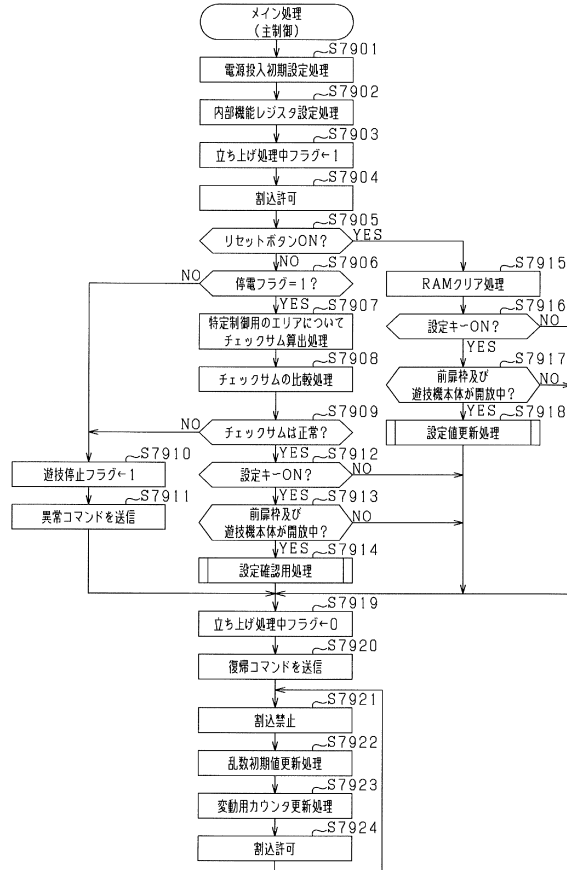 メイン処理
(主制御)
S7901
電源投入初期設定処理
S7902
内部機能レジスタ設定処理
S7903
立ち上げ処理中フラグ←1
S7904
割込許可
S7905
リセットボタンON?
YES
NO
S7906
停電フラグ=1?
NO
YES
S7907
特定制御用のエリアについて
チェックサム算出処理
S7908
チェックサムの比較処理
S7909
チェックサムは正常?
NO
YES
S7910
遊技停止フラグ←1
S7911
異常コマンドを送信
S7912
設定キーON?
NO
YES
S7913
前扉枠及び
遊技機本体が開放中?
NO
YES
S7914
設定確認用処理
S7915
RAMクリア処理
S7916
設定キーON?
NO
YES
S7917
前扉枠及び
遊技機本体が開放中?
NO
YES
S7918
設定値更新処理
S7919
立ち上げ処理中フラグ←0
S7920
復帰コマンドを送信
S7921
割込禁止
S7922
乱数初期値更新処理
S7923
変動用カウンタ更新処理
S7924
割込許可